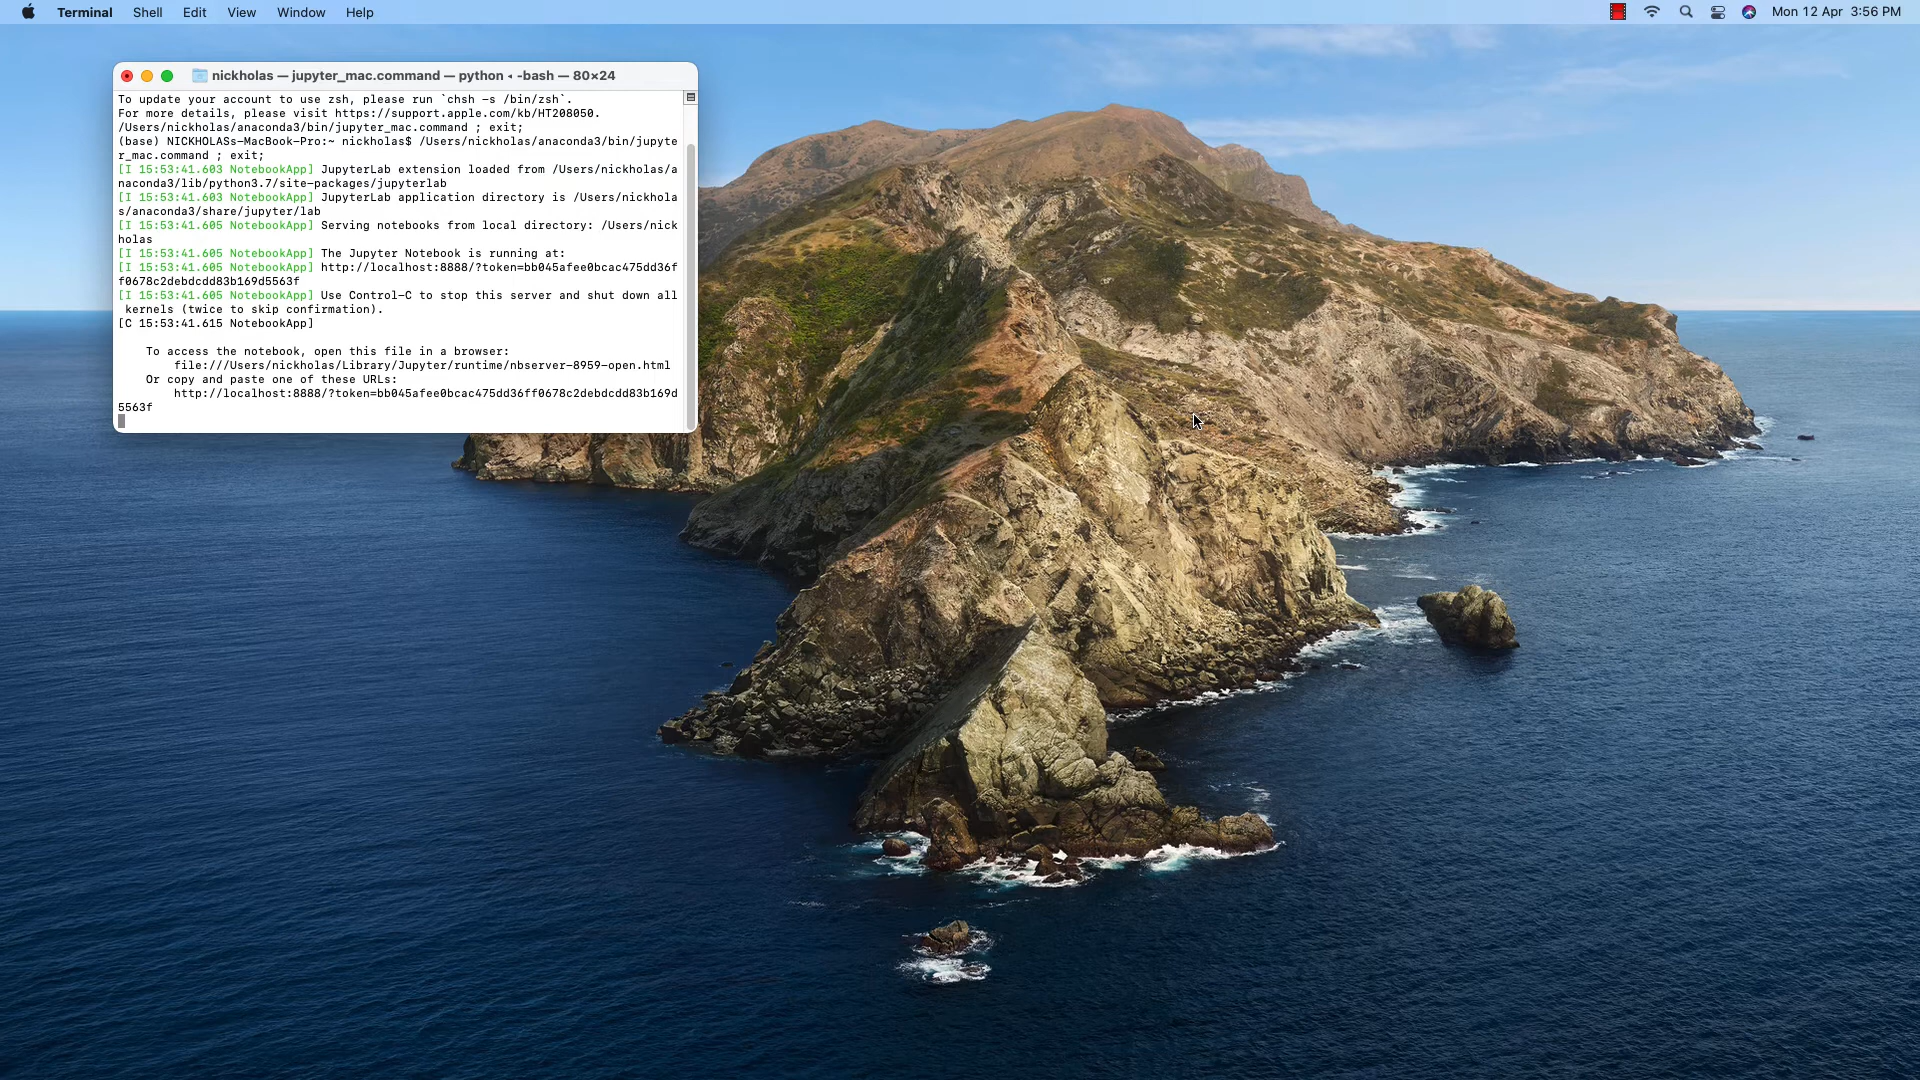 Terminal Shell Edit View Window Help Mon 12 Apr 3:56 PM
nickholas — jupyter_mac.command — python ◂ -bash — 80×24
To update your account to use zsh, please run `chsh -s /bin/zsh`.
For more details, please visit https://support.apple.com/kb/HT208050.
/Users/nickholas/anaconda3/bin/jupyter_mac.command ; exit;
(base) NICKHOLASs-MacBook-Pro:~ nickholas$ /Users/nickholas/anaconda3/bin/jupyte
r_mac.command ; exit;
[I 15:53:41.603 NotebookApp] JupyterLab extension loaded from /Users/nickholas/a
naconda3/lib/python3.7/site-packages/jupyterlab
[I 15:53:41.603 NotebookApp] JupyterLab application directory is /Users/nickhola
s/anaconda3/share/jupyter/lab
[I 15:53:41.605 NotebookApp] Serving notebooks from local directory: /Users/nick
holas
[I 15:53:41.605 NotebookApp] The Jupyter Notebook is running at:
[I 15:53:41.605 NotebookApp] http://localhost:8888/?token=bb045afee0bcac475dd36f
f0678c2debdcdd83b169d5563f
[I 15:53:41.605 NotebookApp] Use Control-C to stop this server and shut down all
 kernels (twice to skip confirmation).
[C 15:53:41.615 NotebookApp]
To access the notebook, open this file in a browser:
file:///Users/nickholas/Library/Jupyter/runtime/nbserver-8959-open.html
Or copy and paste one of these URLs:
http://localhost:8888/?token=bb045afee0bcac475dd36ff0678c2debdcdd83b169d
5563f